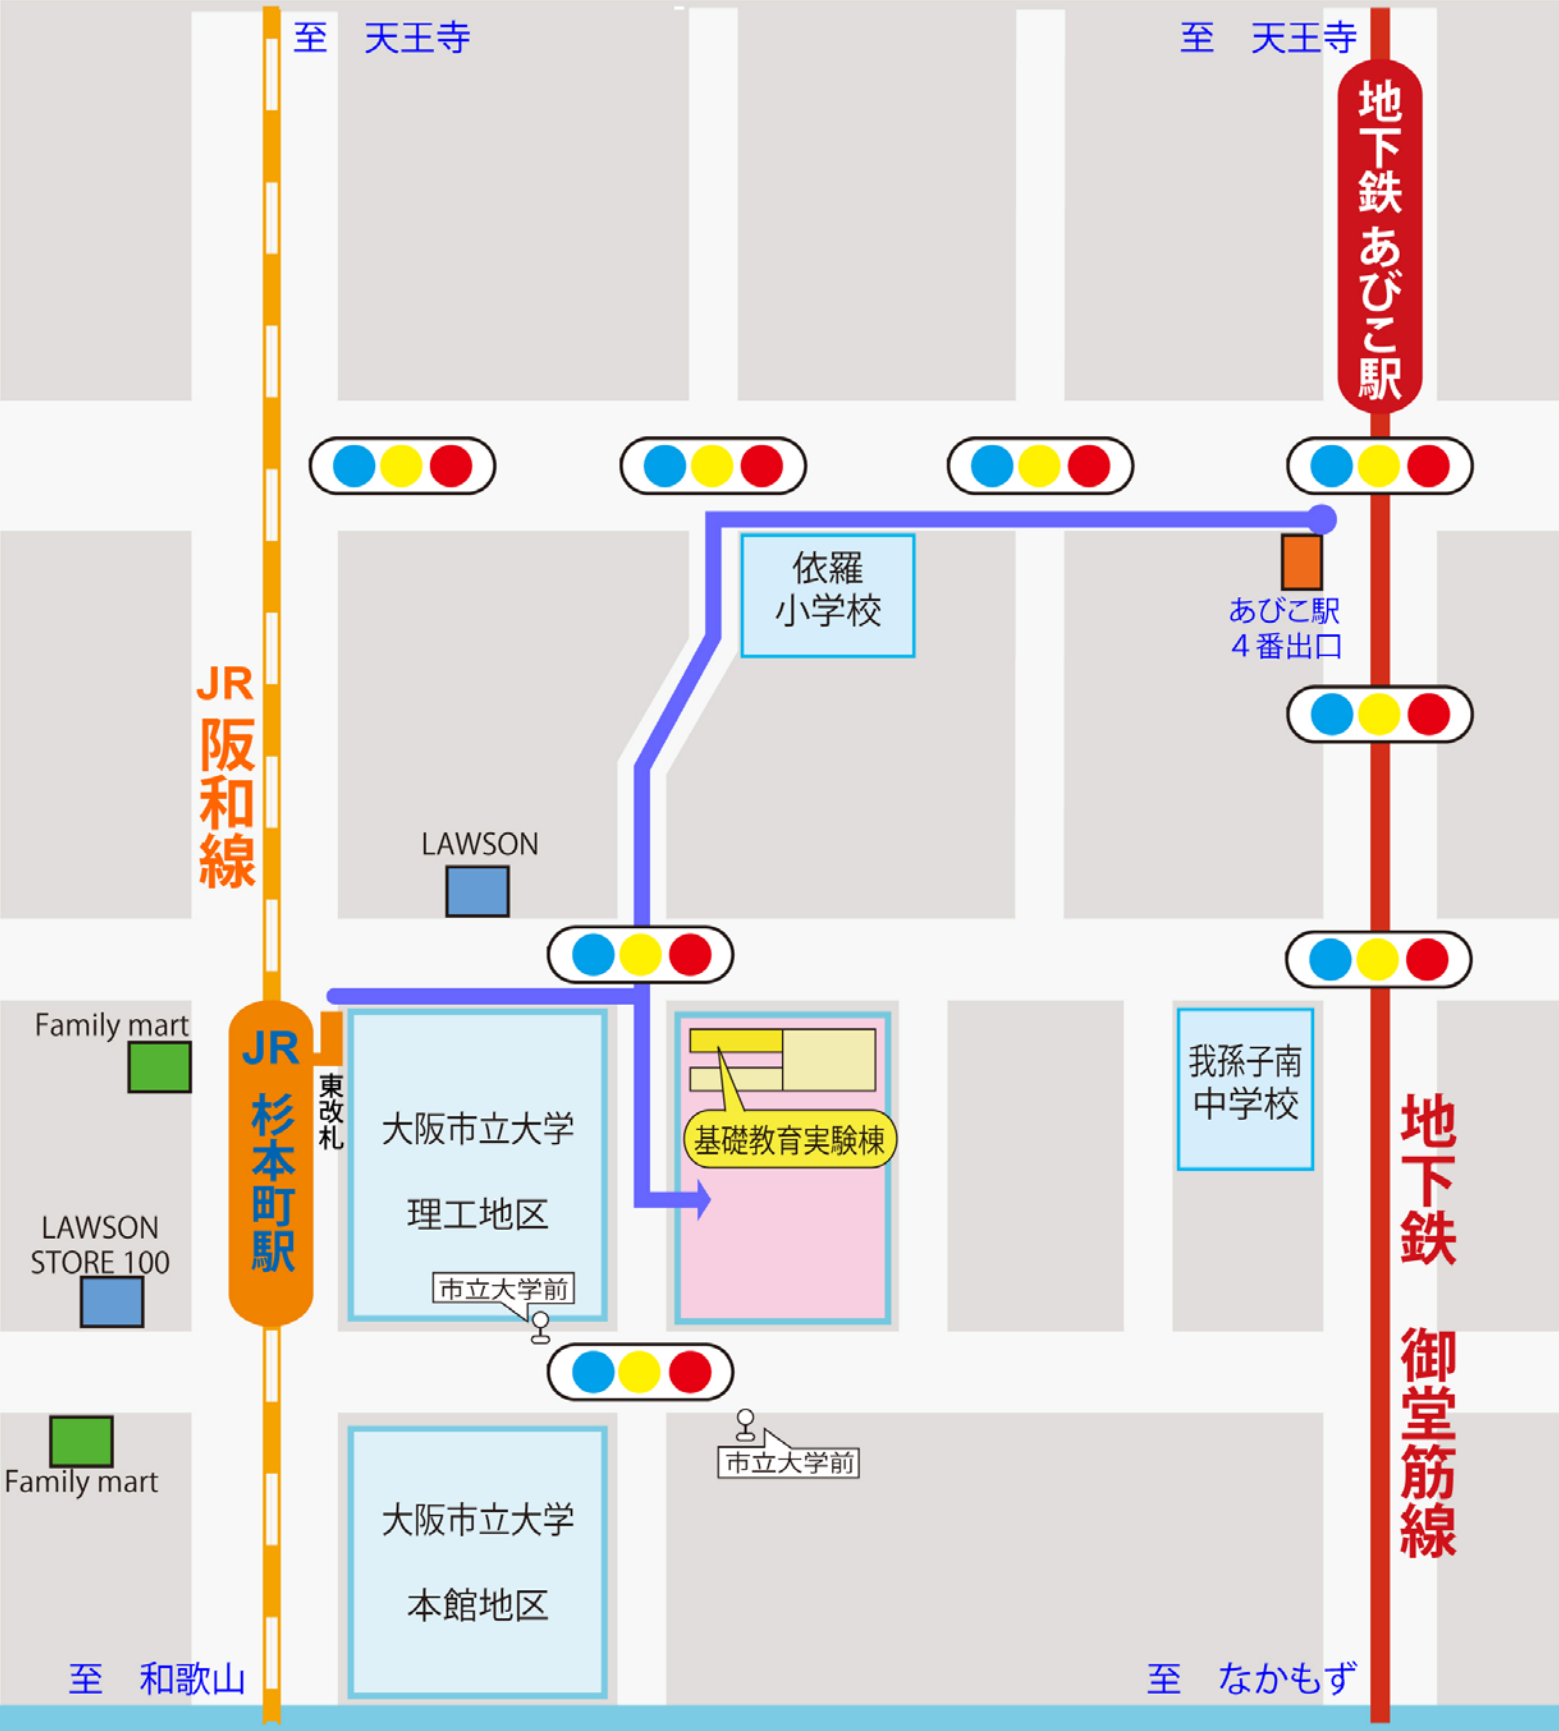 至　天王寺
至　天王寺
地下鉄 あびこ駅
依羅
小学校
あびこ駅
４番出口
JR
阪和線
LAWSON
Family mart
JR 杉本町駅
東改札
大阪市立大学
理工地区
基礎教育実験棟
我孫子南
中学校
地下鉄　御堂筋線
LAWSON
STORE 100
市立大学前
市立大学前
Family mart
大阪市立大学
本館地区
至　和歌山
至　なかもず